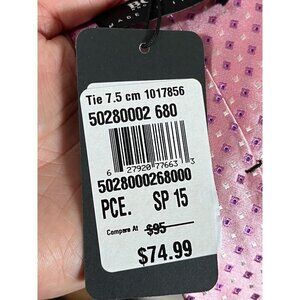 MADE
Tie 7.5 cm 1017856
50280002 680
6 27920 77663 3
5028000268000
PCE. SP 15
Compare At $95
$74.99